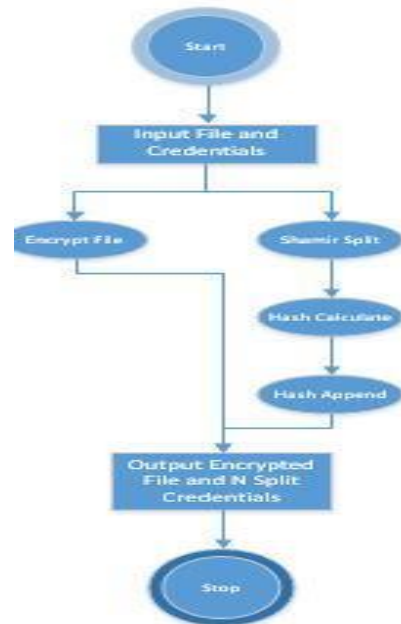 Start
Input File and
Credentials
Encrypt File
Shamir Split
Hash Calculate
Hash Append
Output Encrypted
File and N Split
Credentials
Stop